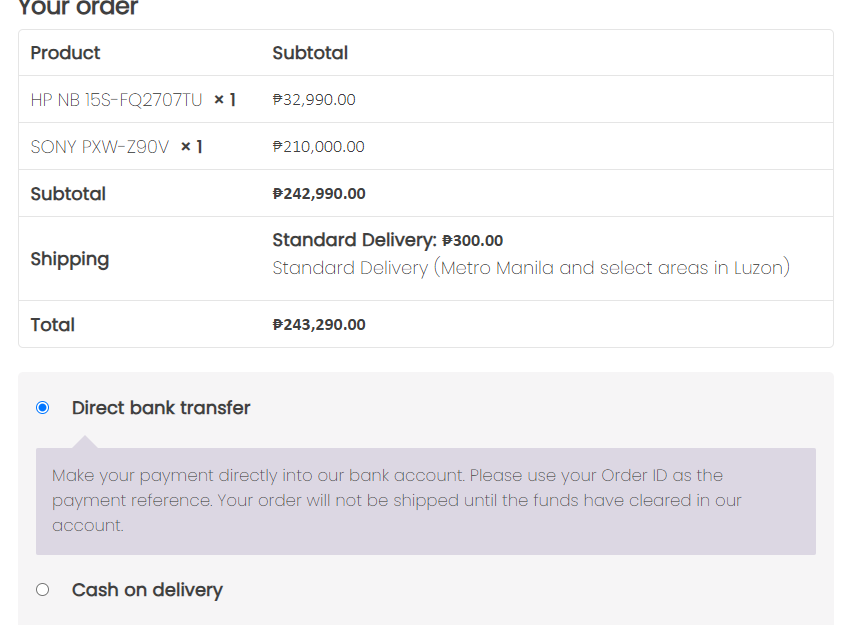 Your order
Product Subtotal
HP NB 15S-FQ2707TU × 1 ₱32,990.00
SONY PXW-Z90V × 1 ₱210,000.00
Subtotal ₱242,990.00
Standard Delivery: ₱300.00
Shipping
Standard Delivery (Metro Manila and select areas in Luzon)
Total ₱243,290.00
Direct bank transfer
Make your payment directly into our bank account. Please use your Order ID as the
payment reference. Your order will not be shipped until the funds have cleared in our
account.
Cash on delivery